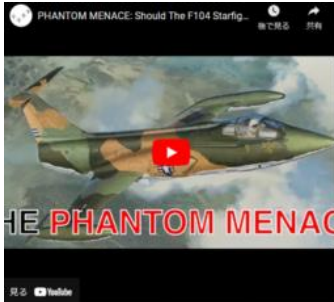 PHANTOM MENACE: Should The F104 Starfig...
後で見る
共有
HE PHANTOM MENAC
見る YouTube